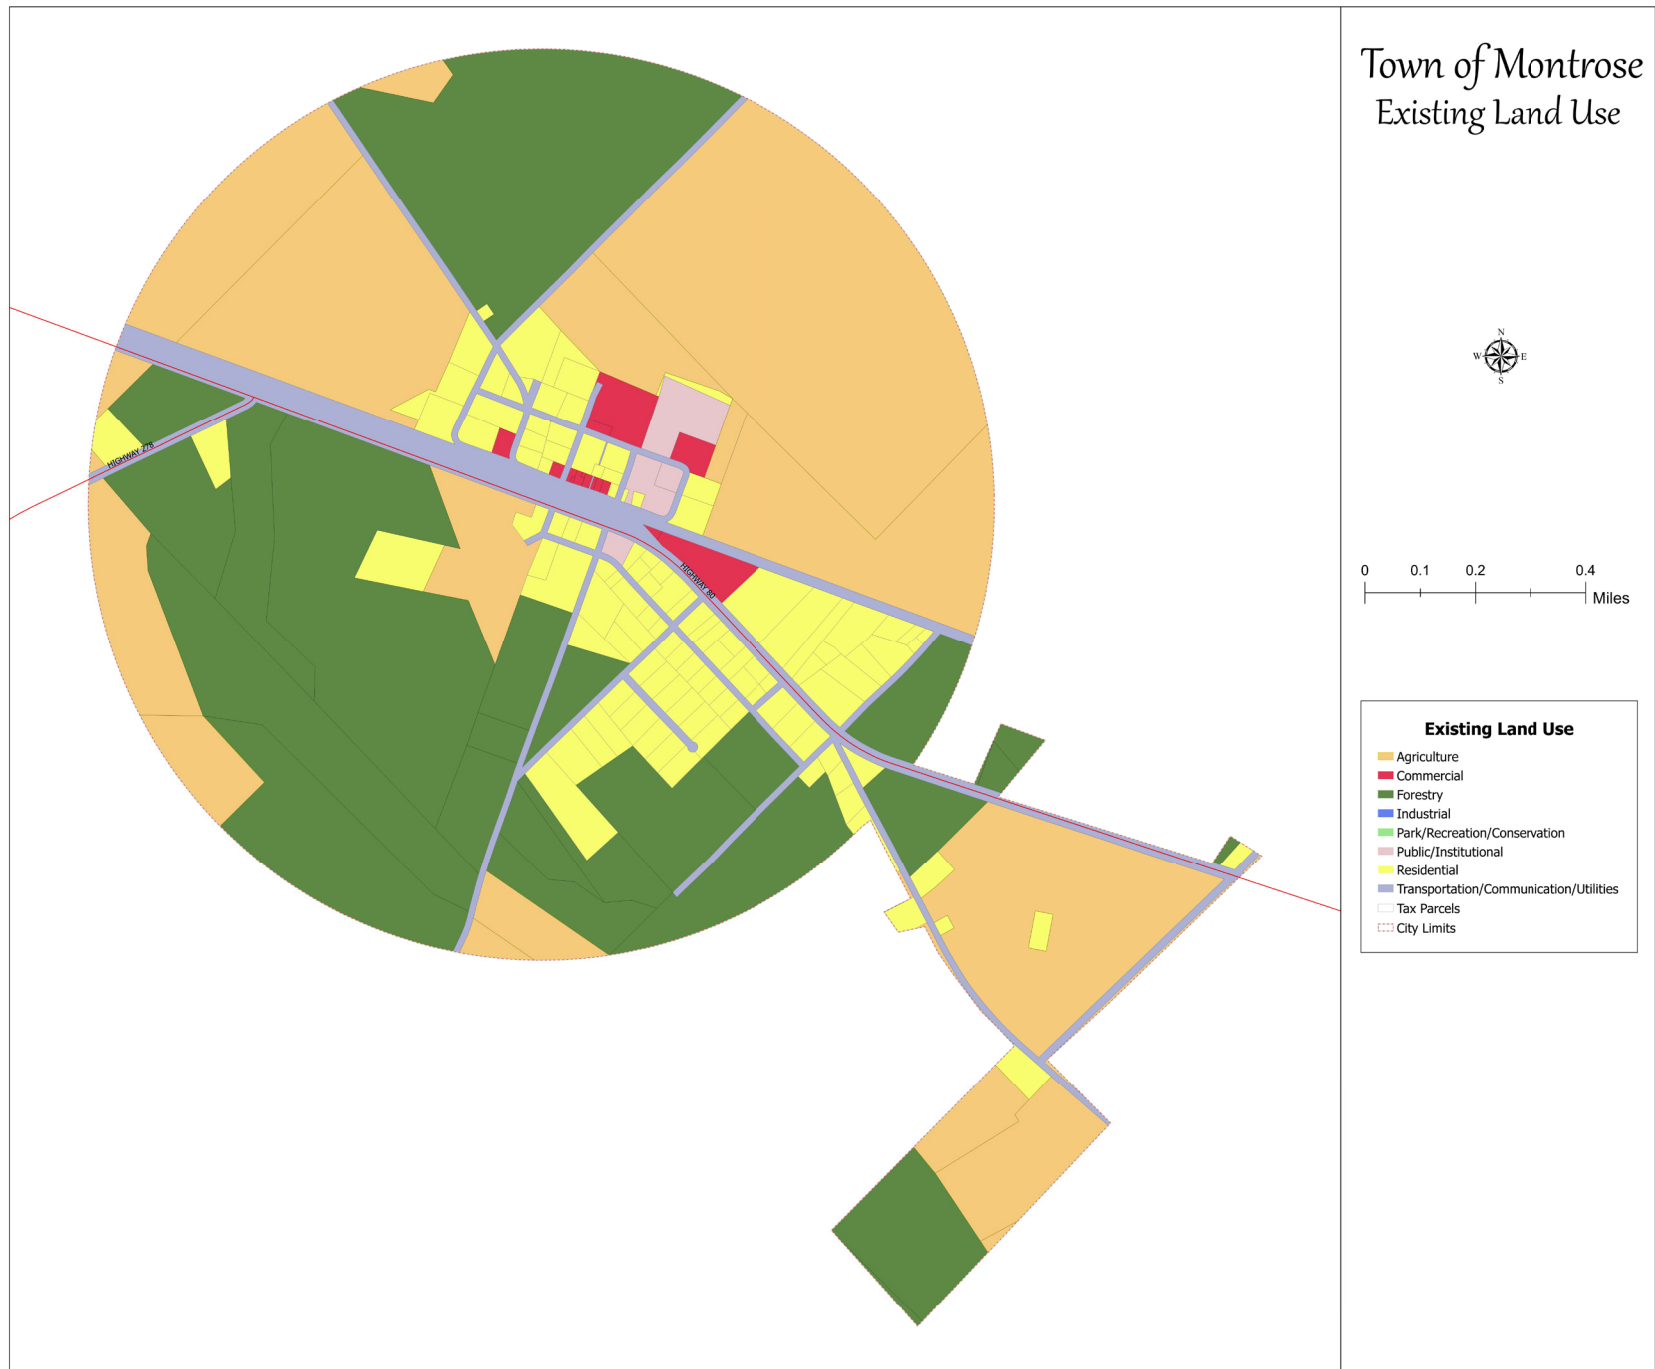 Town of Montrose
Existing Land Use
N
W E
S
0 0.1 0.2 0.4
Miles
HIGHWAY 278
HIGHWAY 80
Existing Land Use
Agriculture
Commercial
Forestry
Industrial
Park/Recreation/Conservation
Public/Institutional
Residential
Transportation/Communication/Utilities
Tax Parcels
City Limits